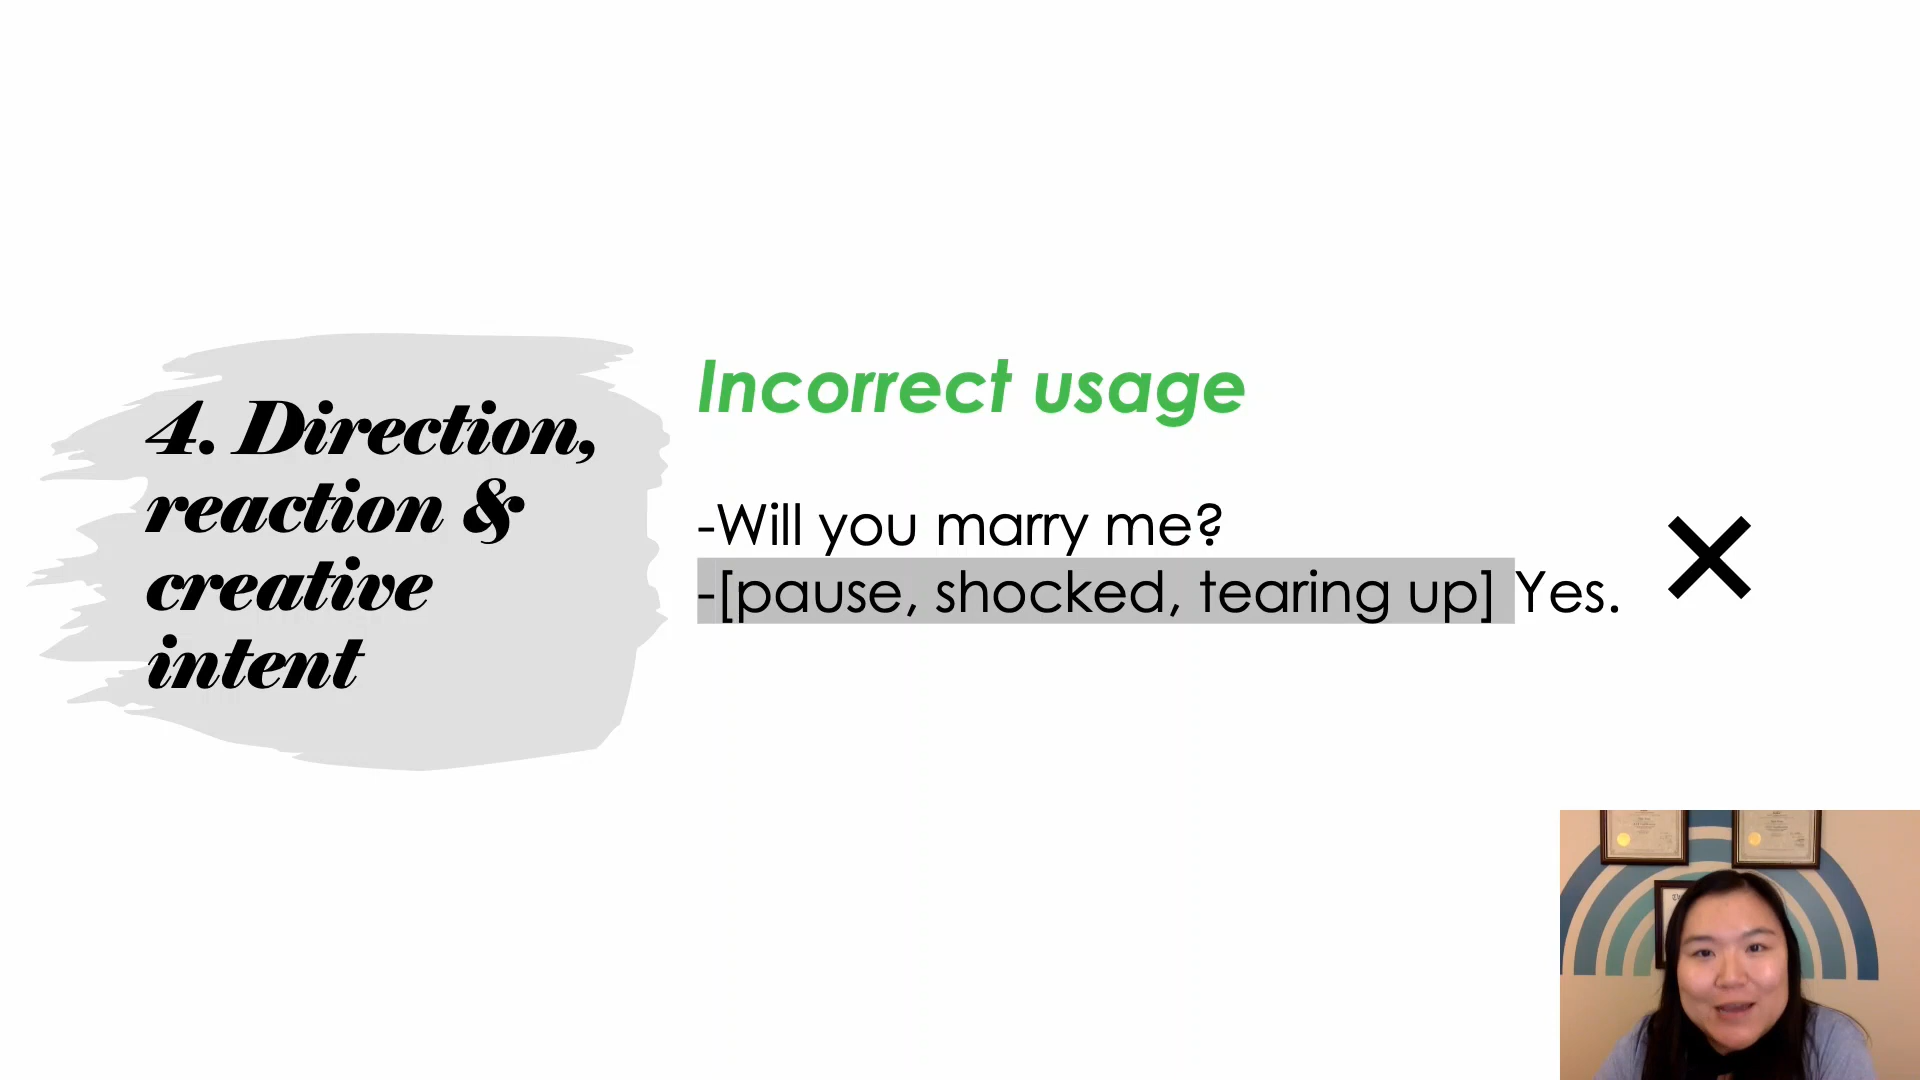 4. Direction,
reaction &
creative
intent
Incorrect usage
-Will you marry me?
-[pause, shocked, tearing up] Yes.